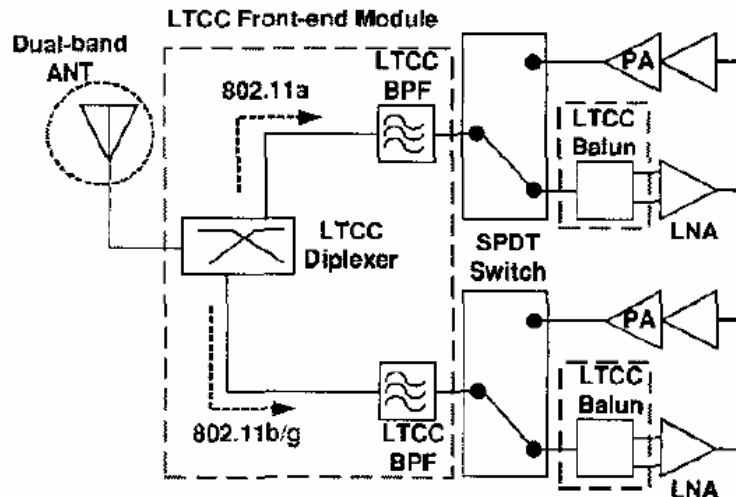 LTCC Front-end Module
Dual-band
ANT
802.11a
LTCC
BPF
PA
LTCC
Balun
LNA
LTCC
Diplexer
SPDT
Switch
802.11b/g
LTCC
BPF
PA
LTCC
Balun
LNA